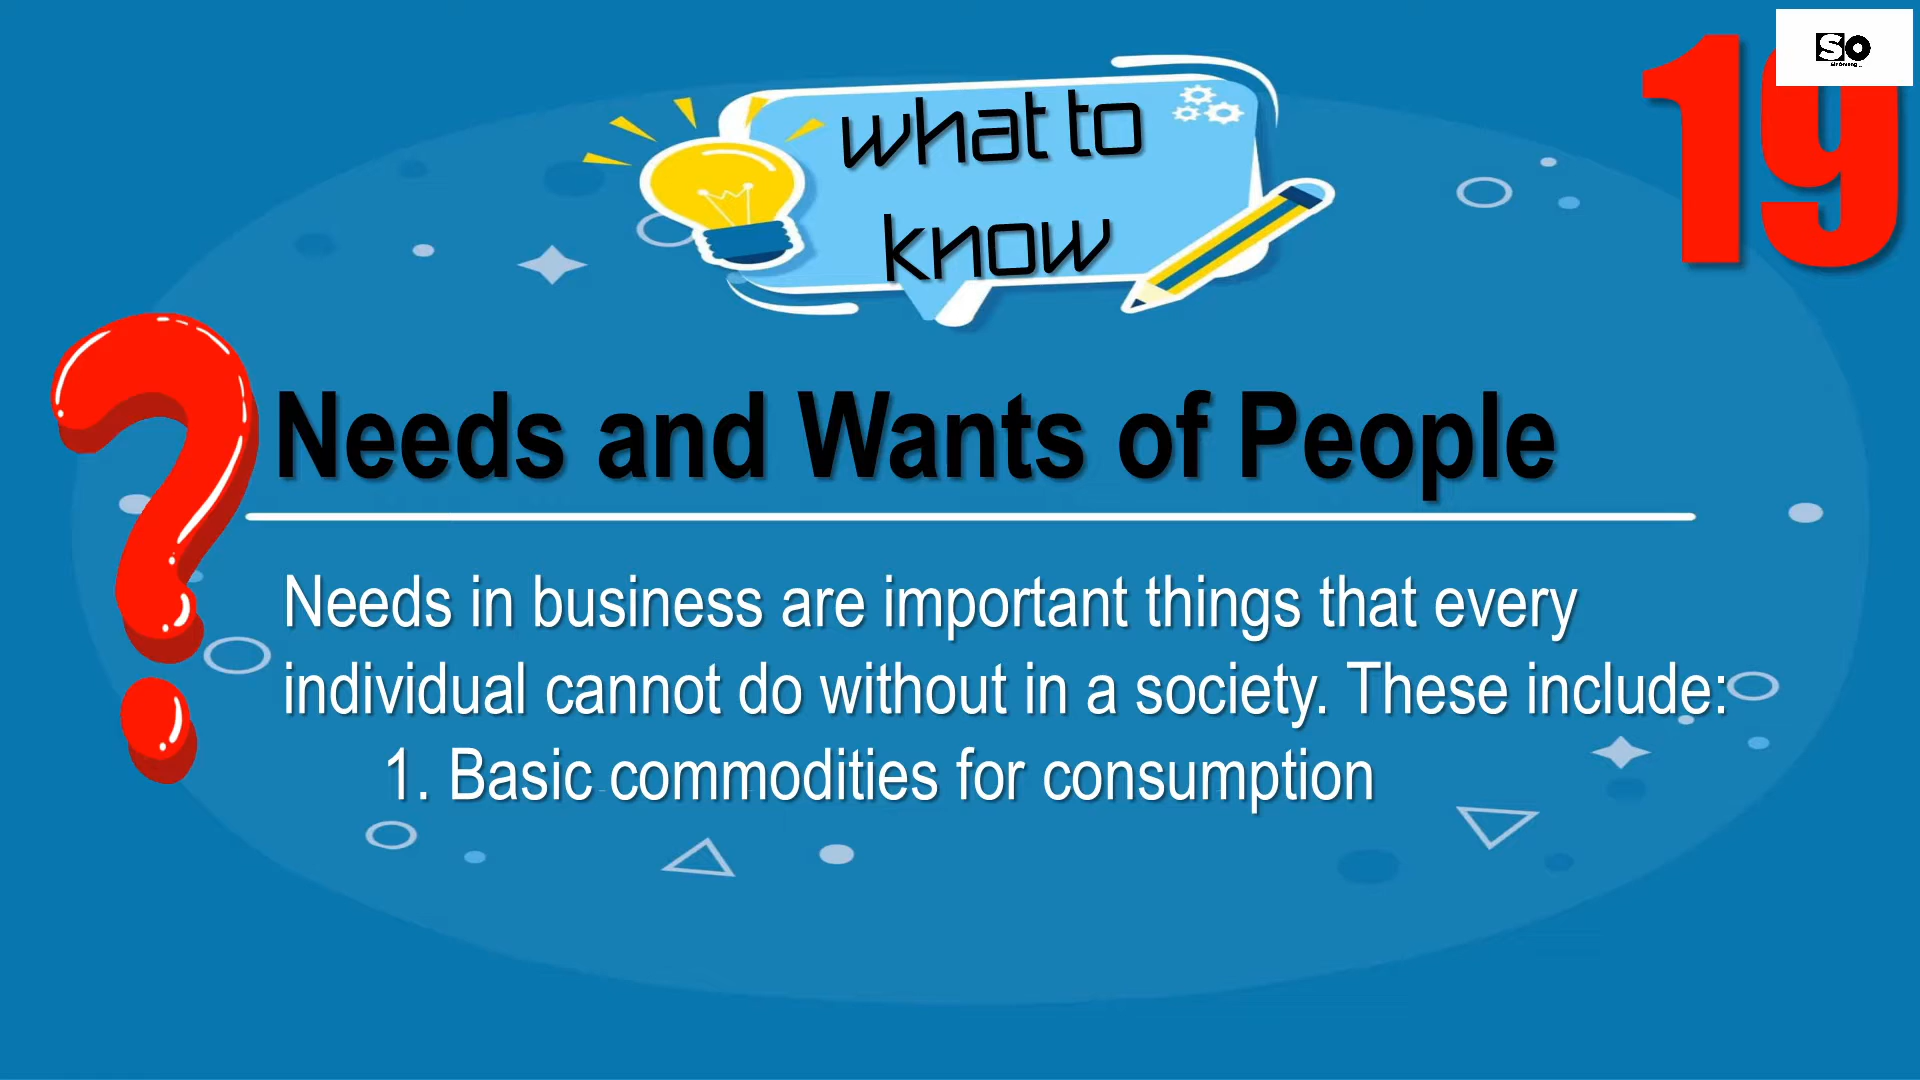 what to
know
19
SO
Needs and Wants of People
Needs in business are important things that every
individual cannot do without in a society. These include:
1. Basic commodities for consumption